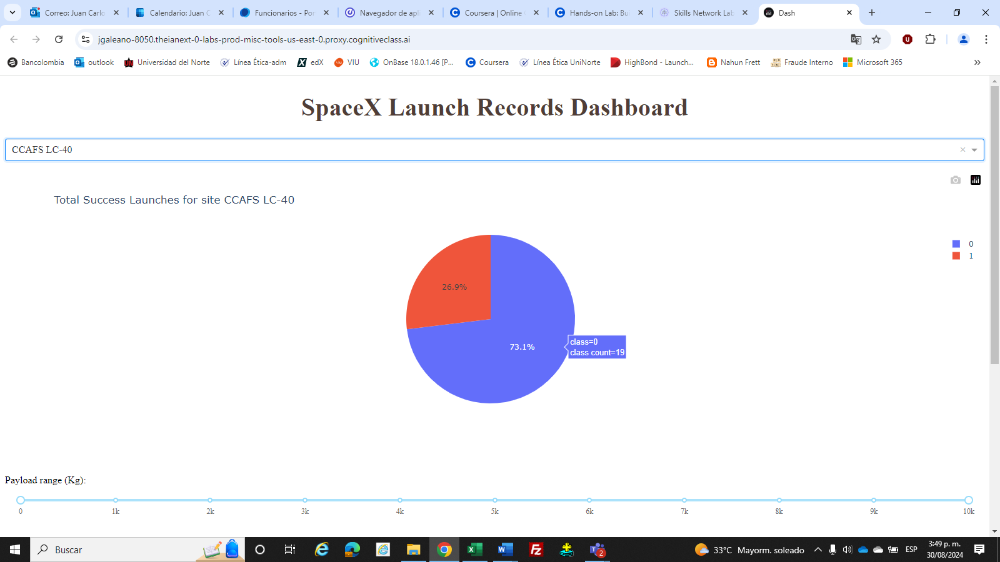 Correo: Juan Carlo
Calendario: Juan C
Funcionarios - Por
Navegador de apli
Coursera | Online C
Hands-on Lab: Bu
Skills Network Lab
Dash
jgaleano-8050.theianext-0-labs-prod-misc-tools-us-east-0.proxy.cognitiveclass.ai
Bancolombia
outlook
Universidad del Norte
Línea Ética-adm
edX
VIU
OnBase 18.0.1.46 [P...
Coursera
Línea Ética UniNorte
HighBond - Launch...
Nahun Frett
Fraude Interno
Microsoft 365
SpaceX Launch Records Dashboard
CCAFS LC-40
Total Success Launches for site CCAFS LC-40
0
1
26.9%
73.1%
class=0
class count=19
Payload range (Kg):
0 1k 2k 3k 4k 5k 6k 7k 8k 9k 10k
Buscar
2
33°C Mayorm. soleado
ESP
3:49 p. m.
30/08/2024